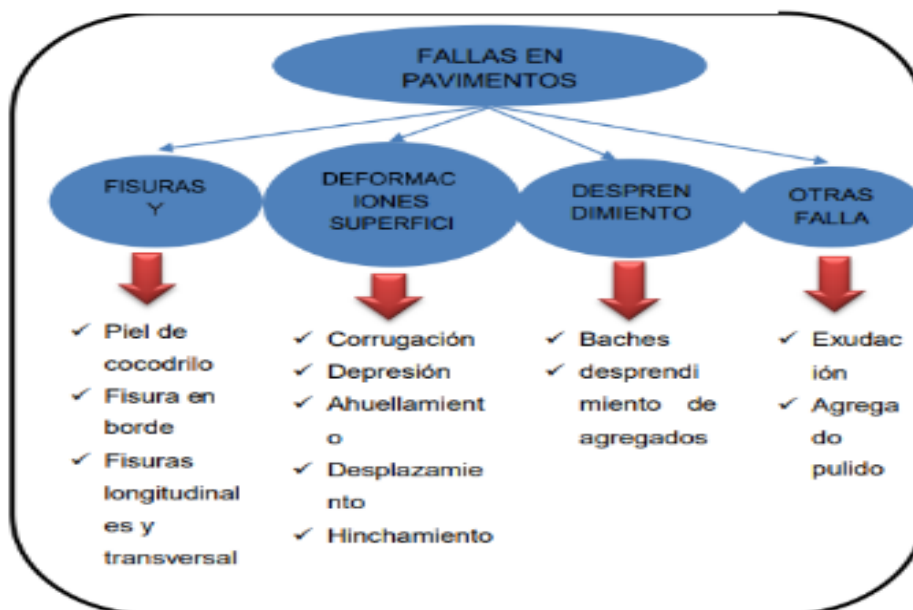 FALLAS EN
PAVIMENTOS
FISURAS
Y
DEFORMAC
IONES
SUPERFICI
DESPREN
DIMIENTO
OTRAS
FALLA
✓ Piel de
cocodrilo
✓ Fisura en
borde
✓ Fisuras
longitudinal
es y
transversal
✓ Corrugación
✓ Depresión
✓ Ahuellamient
o
✓ Desplazamie
nto
✓ Hinchamiento
✓ Baches
✓ desprendi
miento de
agregados
✓ Exudac
ión
✓ Agrega
do
pulido